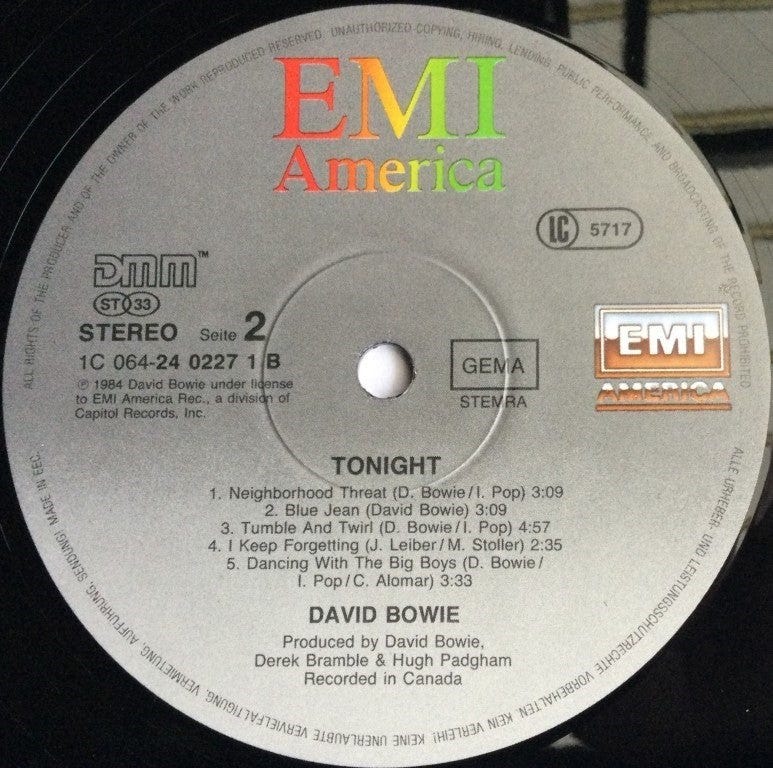 ALL RIGHTS OF THE PRODUCER AND OF THE OWNER OF THE WORK REPRODUCED RESERVED. UNAUTHORIZED COPYING, HIRING, LENDING, PUBLIC PERFORMANCE AND BROADCASTING OF THE RECORD PROHIBITED
EMI
America
LC 5717
DMM™
ST 33
STEREO Seite 2
1C 064-24 0227 1 B
℗ 1984 David Bowie under license
to EMI America Rec., a division of
Capitol Records, Inc.
GEMA
STEMRA
EMI
AMERICA
TONIGHT
1. Neighborhood Threat (D. Bowie/I. Pop) 3:09
2. Blue Jean (David Bowie) 3:09
3. Tumble And Twirl (D. Bowie/I. Pop) 4:57
4. I Keep Forgetting (J. Leiber/M. Stoller) 2:35
5. Dancing With The Big Boys (D. Bowie/
I. Pop/C. Alomar) 3:33
DAVID BOWIE
Produced by David Bowie,
Derek Bramble & Hugh Padgham
Recorded in Canada
ALLE URHEBER- UND LEISTUNGSSCHUTZRECHTE VORBEHALTEN. KEIN VERLEIH! KEINE UNERLAUBTE VERVIELFÄLTIGUNG, VERMIETUNG, AUFFÜHRUNG, SENDUNG! MADE IN EEC.